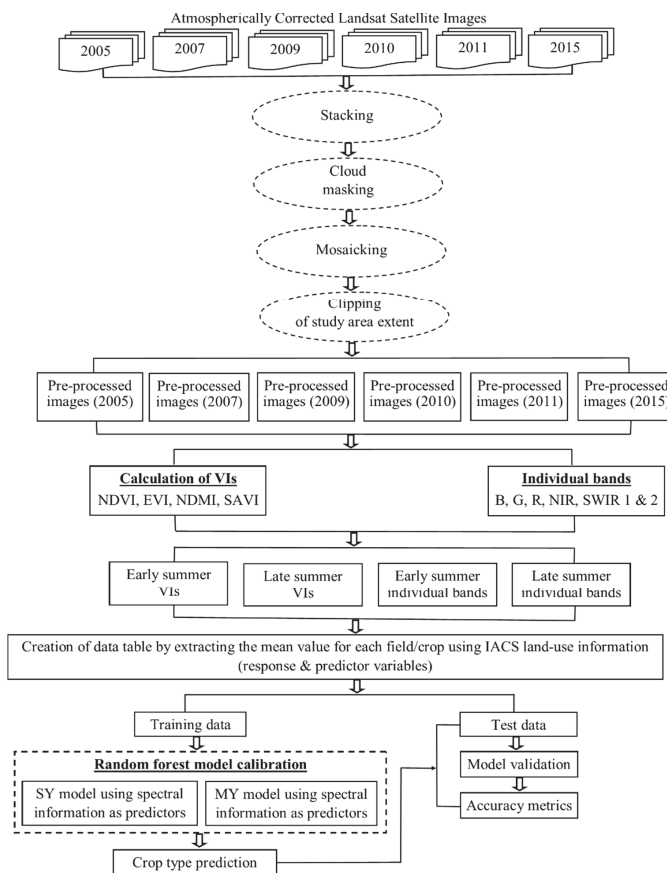 Atmospherically Corrected Landsat Satellite Images
2005
2007
2009
2010
2011
2015
Stacking
Cloud
masking
Mosaicking
Clipping
of study area extent
Pre-processed
images (2005)
Pre-processed
images (2007)
Pre-processed
images (2009)
Pre-processed
images (2010)
Pre-processed
images (2011)
Pre-processed
images (2015)
Calculation of VIs
NDVI, EVI, NDMI, SAVI
Individual bands
B, G, R, NIR, SWIR 1 & 2
Early summer
VIs
Late summer
VIs
Early summer
individual bands
Late summer
individual bands
Creation of data table by extracting the mean value for each field/crop using IACS land-use information
(response & predictor variables)
Training data
Test data
Random forest model calibration
SY model using spectral
information as predictors
MY model using spectral
information as predictors
Model validation
Accuracy metrics
Crop type prediction